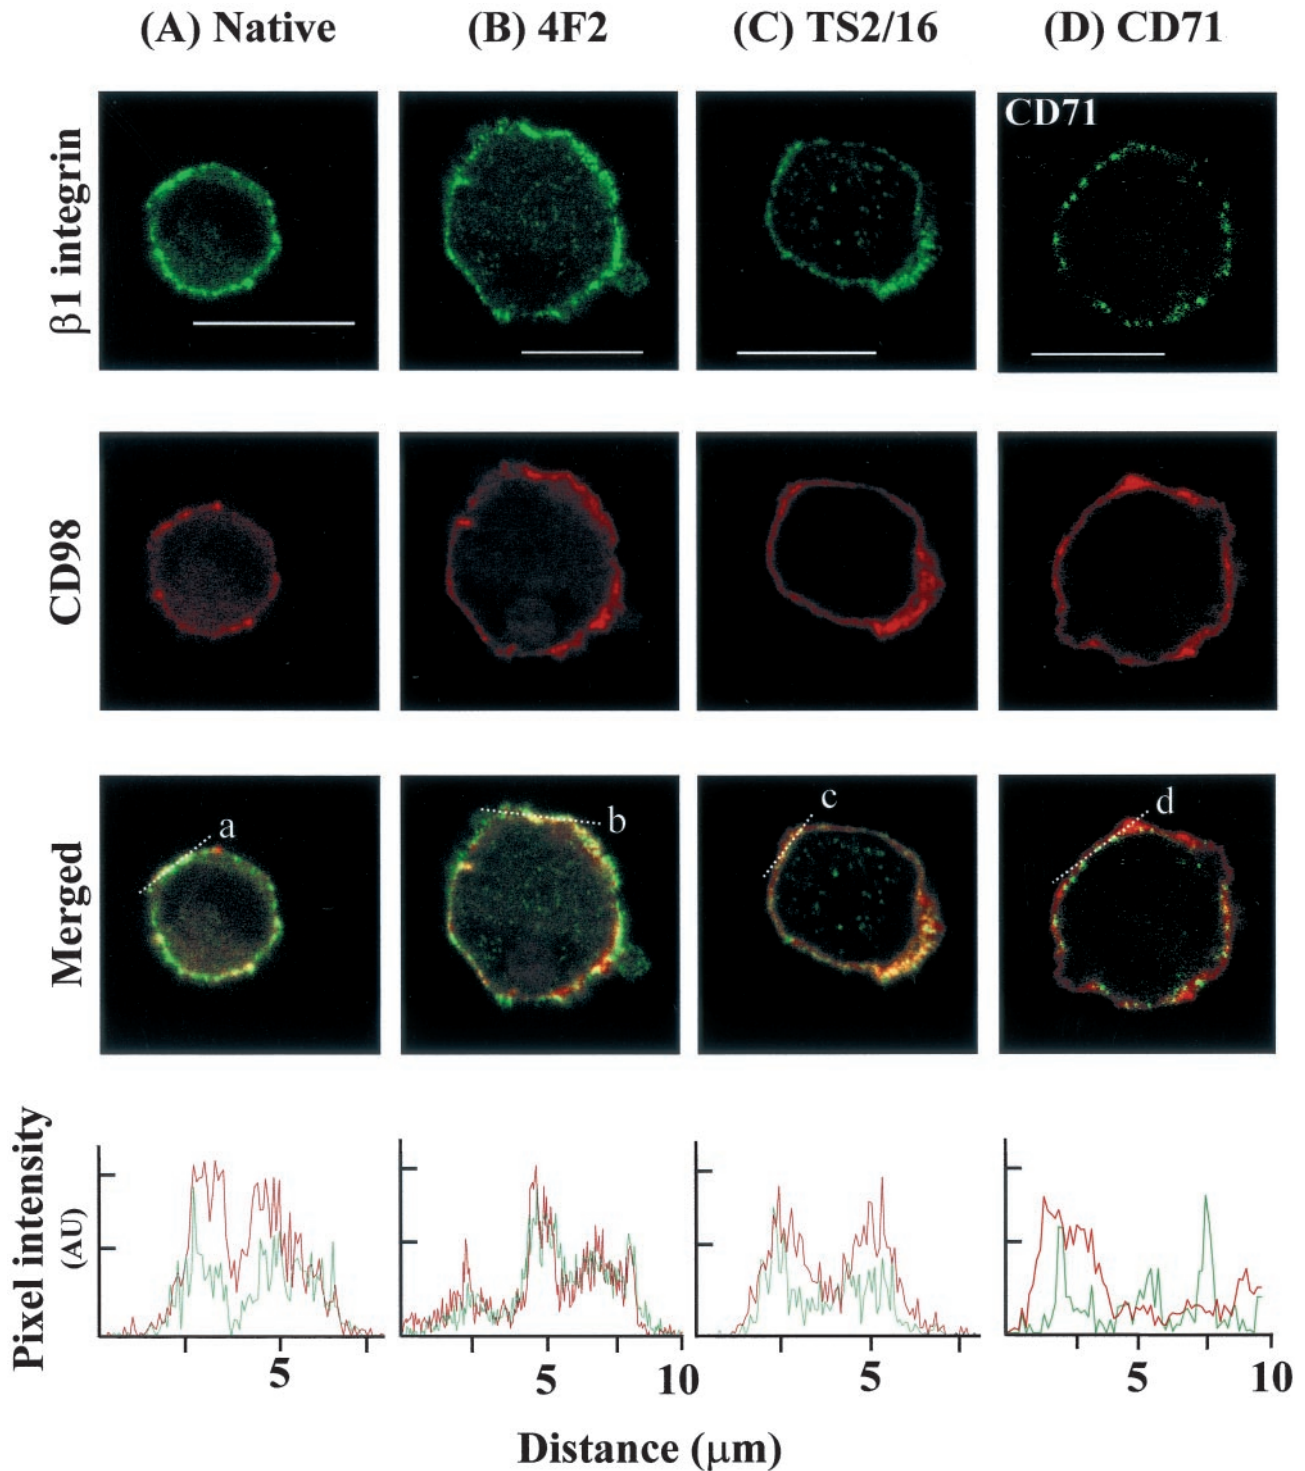 (A) Native (B) 4F2 (C) TS2/16 (D) CD71
β1 integrin
CD71
CD98
Merged
a
b
c
d
Pixel intensity
(AU)
5
5 10
5
5 10
Distance (μm)